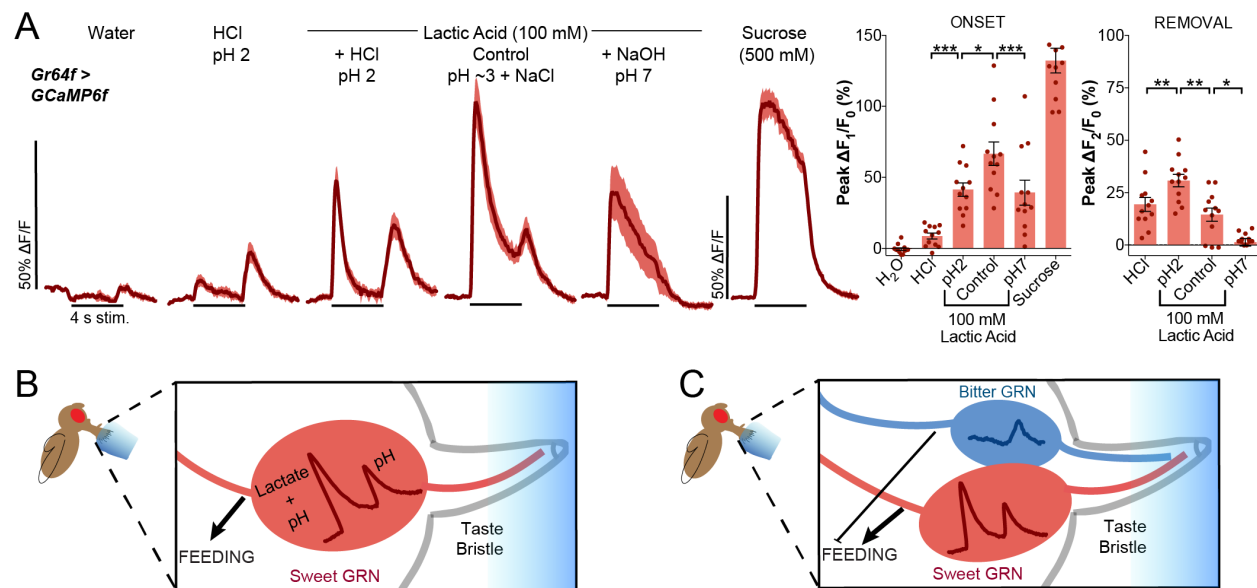 A
Water
HCl
pH 2
Lactic Acid (100 mM)
+ HCl
pH 2
Control
pH ~3 + NaCl
+ NaOH
pH 7
Sucrose
(500 mM)
Gr64f >
GCaMP6f
50% ΔF/F
4 s stim.
50% ΔF/F
ONSET
Peak ΔF1/F0 (%)
150
100
50
0
***
*
***
H2O
HCl
pH2
Control
pH7
Sucrose
100 mM
Lactic Acid
REMOVAL
Peak ΔF2/F0 (%)
100
75
50
25
0
**
**
*
HCl
pH2
Control
pH7
100 mM
Lactic Acid
B
Lactate
+
pH
pH
FEEDING
Sweet GRN
Taste
Bristle
C
Bitter GRN
FEEDING
Sweet GRN
Taste
Bristle